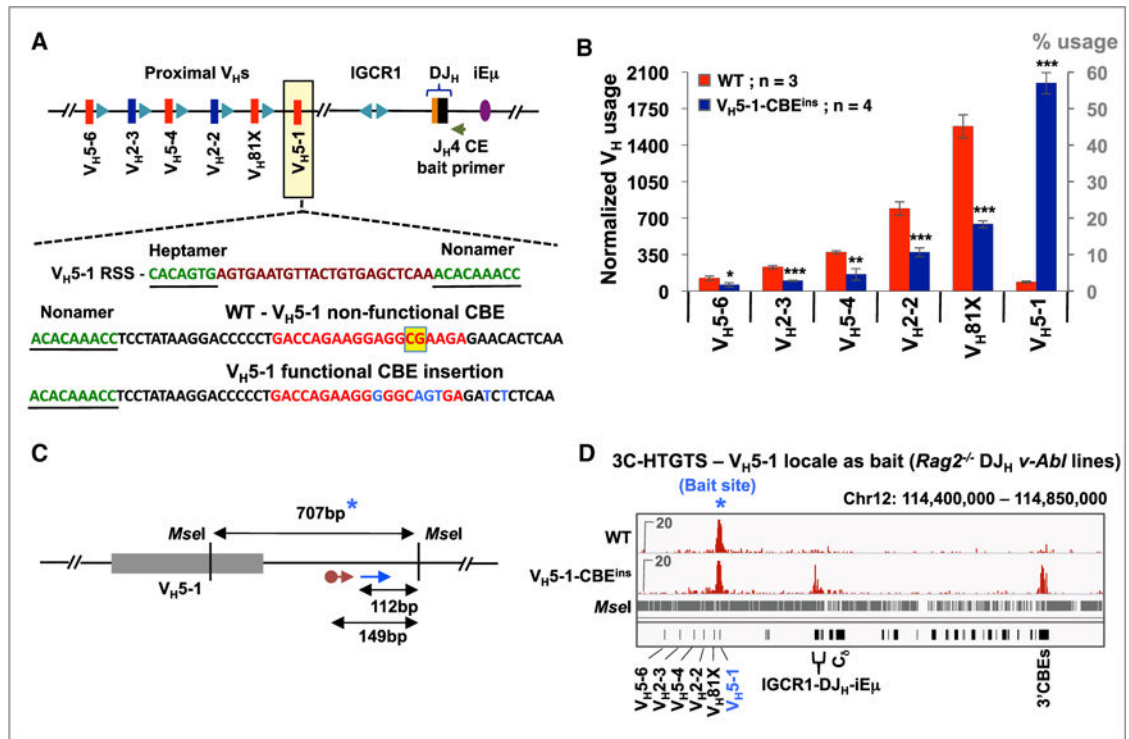 A
Proximal VHs
IGCR1
DJH
iEμ
VH5-6
VH2-3
VH5-4
VH2-2
VH81X
VH5-1
JH4 CE
bait primer
Heptamer
Nonamer
VH5-1 RSS - CACAGTGAGTGAATGTTACTGTGAGCTCAAACACAAACC
Nonamer
WT - VH5-1 non-functional CBE
ACACAAACCTCCTATAAGGACCCCCTGACCAGAAGGAGGCGAAGAGAACACTCAA
VH5-1 functional CBE insertion
ACACAAACCTCCTATAAGGACCCCCTGACCAGAAGGGGGCAGTGAGATCTCTCAA
B
% usage
Normalized VH usage
2100
1750
1400
1050
700
350
0
WT ; n = 3
VH5-1-CBEins ; n = 4
*
***
**
***
***
***
60
50
40
30
20
10
0
VH5-6
VH2-3
VH5-4
VH2-2
VH81X
VH5-1
C
707bp*
MseI
MseI
VH5-1
112bp
149bp
D
3C-HTGTS – VH5-1 locale as bait (Rag2-/- DJH v-Abl lines)
(Bait site)
*
Chr12: 114,400,000 – 114,850,000
WT
20
VH5-1-CBEins
20
MseI
VH5-6
VH2-3
VH5-4
VH2-2
VH81X
VH5-1
Cδ
IGCR1-DJH-iEμ
3'CBEs